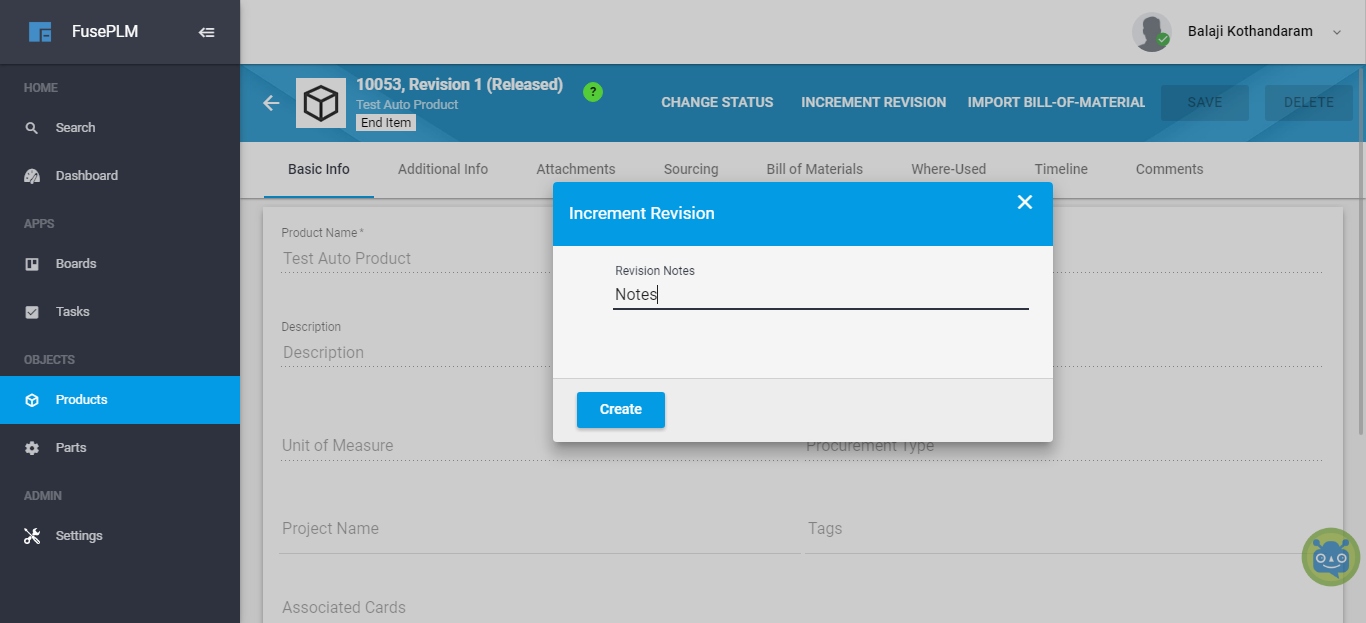 FusePLM
Balaji Kothandaram
HOME
Search
Dashboard
APPS
Boards
Tasks
OBJECTS
Products
Parts
ADMIN
Settings
10053, Revision 1 (Released)
?
Test Auto Product
End Item
CHANGE STATUS
INCREMENT REVISION
IMPORT BILL-OF-MATERIAL
SAVE
DELETE
Basic Info
Additional Info
Attachments
Sourcing
Bill of Materials
Where-Used
Timeline
Comments
Product Name *
Test Auto Product
Description
Description
Unit of Measure
Procurement Type
Project Name
Tags
Associated Cards
Increment Revision
Revision Notes
Notes
Create